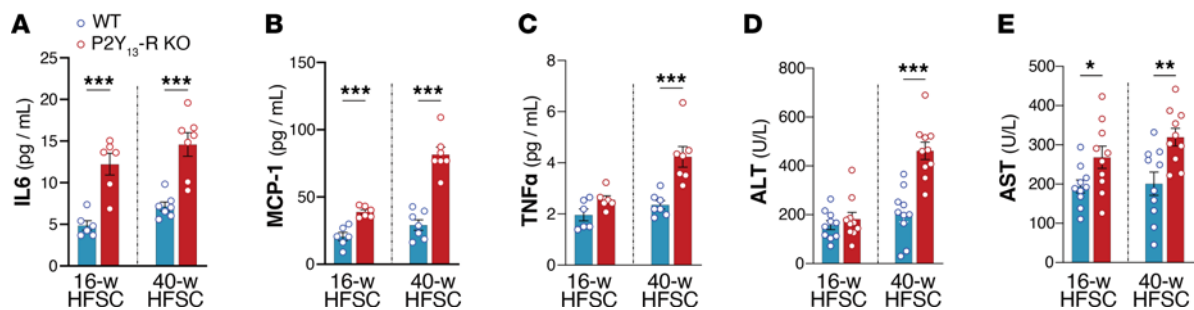 A
WT
P2Y13-R KO
IL6 (pg / mL)
25
20
15
10
5
0
***
***
16-w
HFSC
40-w
HFSC
B
MCP-1 (pg / mL)
150
100
50
0
***
***
16-w
HFSC
40-w
HFSC
C
TNFα (pg / mL)
8
6
4
2
0
***
16-w
HFSC
40-w
HFSC
D
ALT (U/L)
800
600
400
200
0
***
16-w
HFSC
40-w
HFSC
E
AST (U/L)
500
400
300
200
100
0
*
**
16-w
HFSC
40-w
HFSC